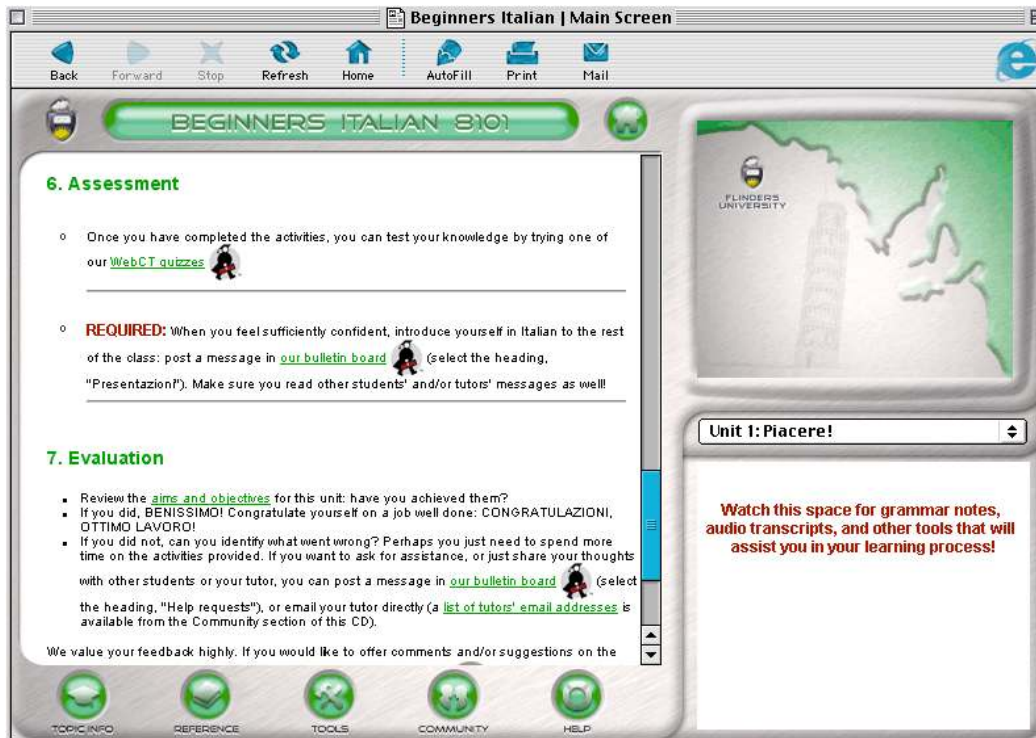 Beginners Italian | Main Screen
Back Forward Stop Refresh Home AutoFill Print Mail
BEGINNERS ITALIAN 8101
6. Assessment
Once you have completed the activities, you can test your knowledge by trying one of
our WebCT quizzes
REQUIRED: When you feel sufficiently confident, introduce yourself in Italian to the rest
of the class: post a message in our bulletin board (select the heading,
"Presentazioni"). Make sure you read other students' and/or tutors' messages as well!
7. Evaluation
Review the aims and objectives for this unit: have you achieved them?
If you did, BENISSIMO! Congratulate yourself on a job well done: CONGRATULAZIONI,
OTTIMO LAVORO!
If you did not, can you identify what went wrong? Perhaps you just need to spend more
time on the activities provided. If you want to ask for assistance, or just share your thoughts
with other students or your tutor, you can post a message in our bulletin board (select
the heading, "Help requests"), or email your tutor directly (a list of tutors' email addresses is
available from the Community section of this CD).
We value your feedback highly. If you would like to offer comments and/or suggestions on the
TOPIC INFO REFERENCE TOOLS COMMUNITY HELP
FLINDERS
UNIVERSITY
Unit 1: Piacere!
Watch this space for grammar notes,
audio transcripts, and other tools that will
assist you in your learning process!